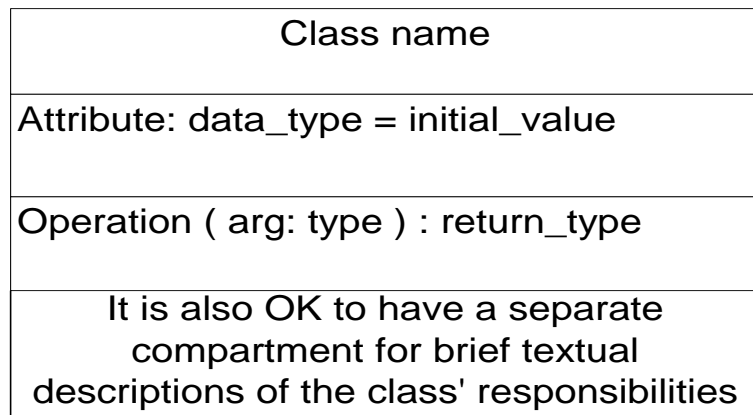 Class name
Attribute: data_type = initial_value
Operation ( arg: type ) : return_type
It is also OK to have a separate
compartment for brief textual
descriptions of the class' responsibilities